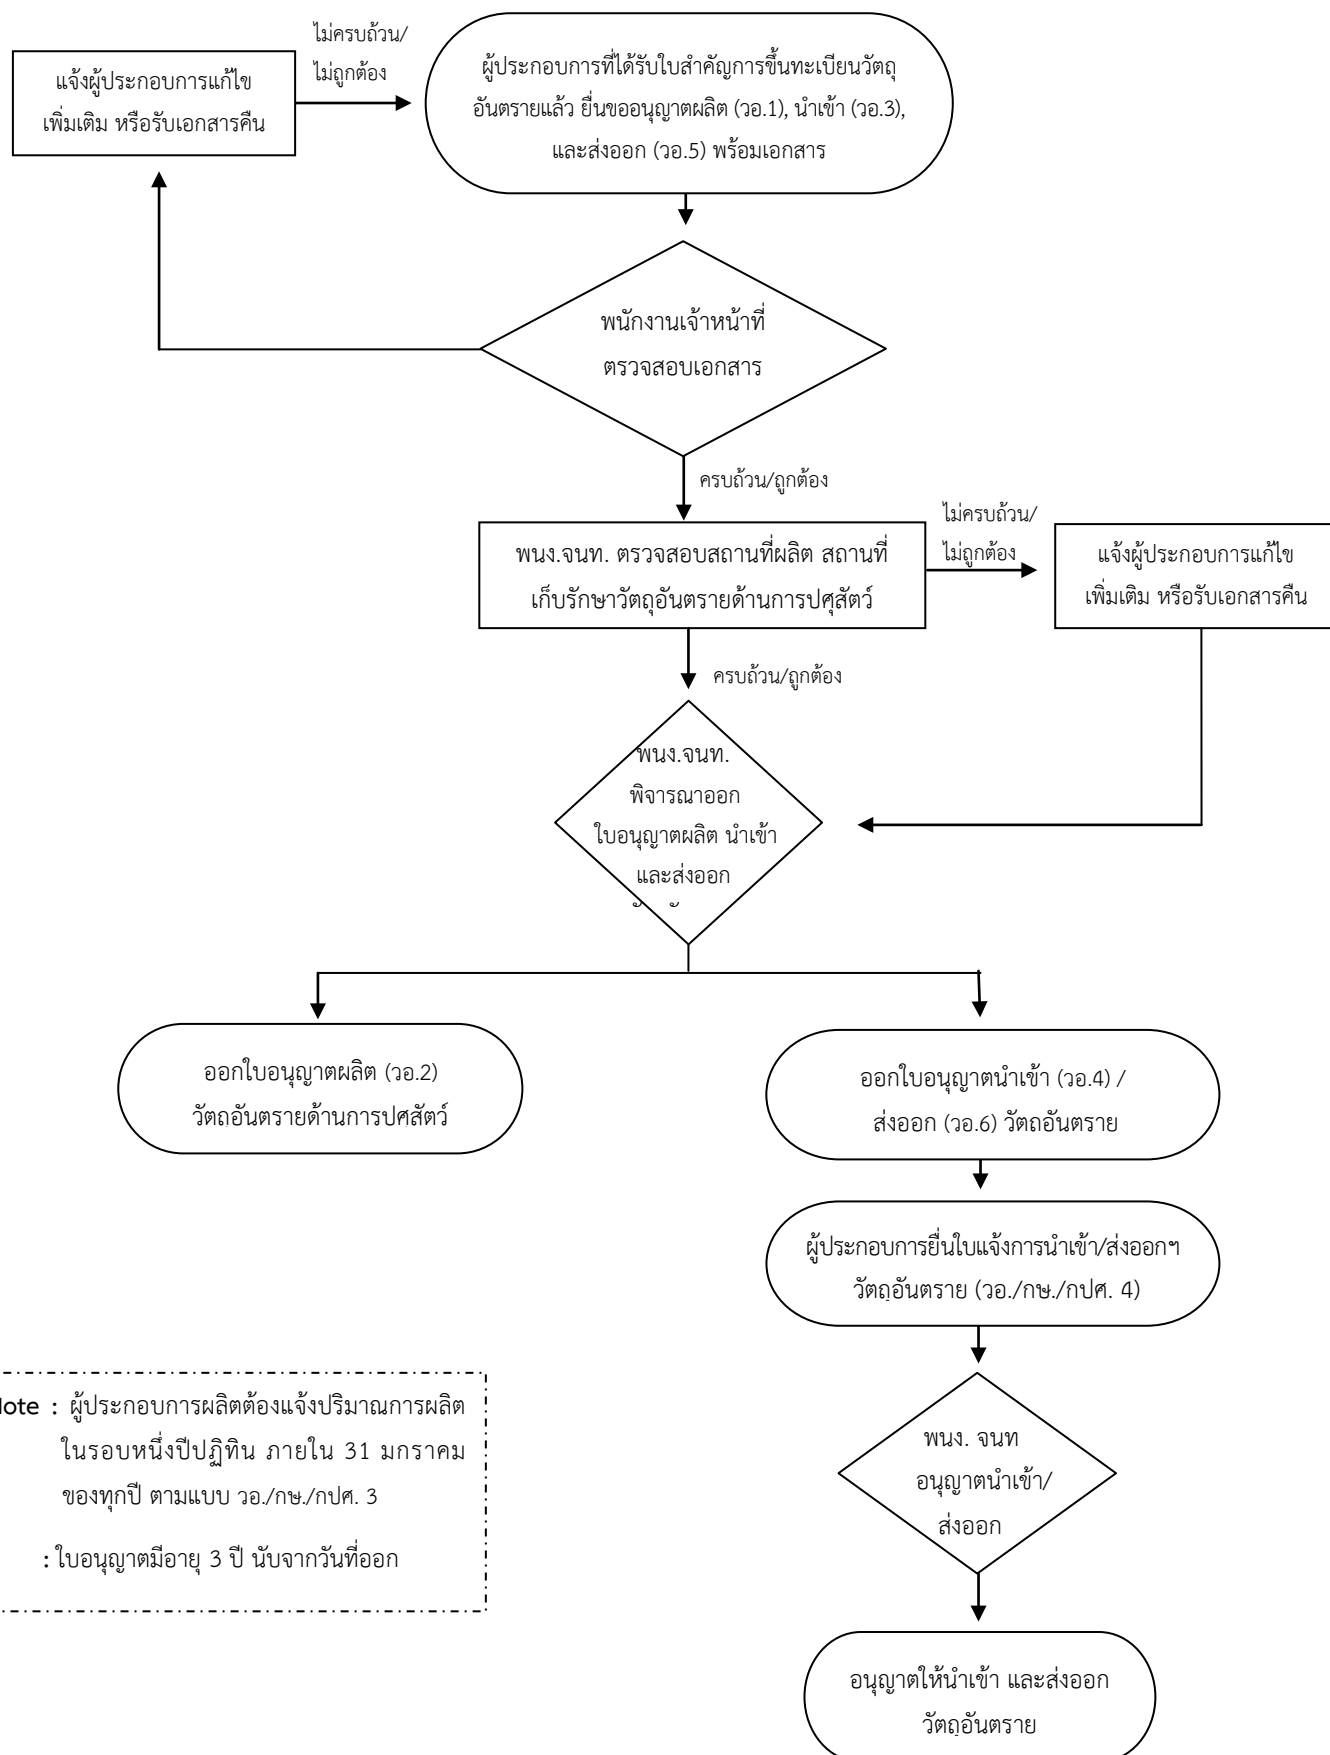 ไม่ครบถ้วน/
ไม่ถูกต้อง
แจ้งผู้ประกอบการแก้ไข
เพิ่มเติม หรือรับเอกสารคืน
ผู้ประกอบการที่ได้รับใบสำคัญการขึ้นทะเบียนวัตถุ
อันตรายแล้ว ยื่นขออนุญาตผลิต (วอ.1), นำเข้า (วอ.3),
และส่งออก (วอ.5) พร้อมเอกสาร
พนักงานเจ้าหน้าที่
ตรวจสอบเอกสาร
ครบถ้วน/ถูกต้อง
พนง.จนท. ตรวจสอบสถานที่ผลิต สถานที่
เก็บรักษาวัตถุอันตรายด้านการปศุสัตว์
ไม่ครบถ้วน/
ไม่ถูกต้อง
แจ้งผู้ประกอบการแก้ไข
เพิ่มเติม หรือรับเอกสารคืน
ครบถ้วน/ถูกต้อง
พนง.จนท.
พิจารณาออก
ใบอนุญาตผลิต นำเข้า
และส่งออก
ออกใบอนุญาตผลิต (วอ.2)
วัตถุอันตรายด้านการปศุสัตว์
ออกใบอนุญาตนำเข้า (วอ.4) /
ส่งออก (วอ.6) วัตถุอันตราย
ผู้ประกอบการยื่นใบแจ้งการนำเข้า/ส่งออกฯ
วัตถุอันตราย (วอ./กษ./กปศ. 4)
Note : ผู้ประกอบการผลิตต้องแจ้งปริมาณการผลิต
ในรอบหนึ่งปีปฏิทิน ภายใน 31 มกราคม
ของทุกปี ตามแบบ วอ./กษ./กปศ. 3
: ใบอนุญาตมีอายุ 3 ปี นับจากวันที่ออก
พนง. จนท
อนุญาตนำเข้า/
ส่งออก
อนุญาตให้นำเข้า และส่งออก
วัตถุอันตราย